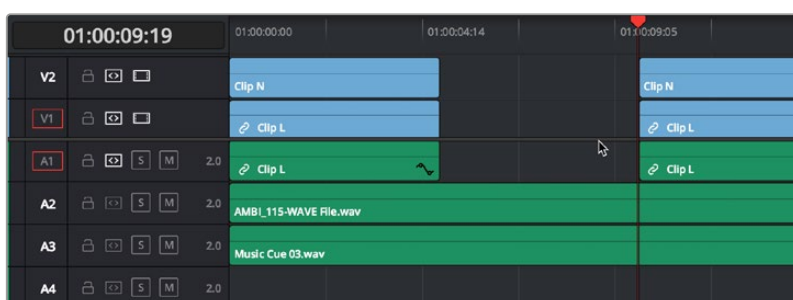 01:00:09:19 01:00:00:00 01:00:04:14 01:00:09:05
V2 Clip N Clip N
V1 Clip L Clip L
A1 S M 2.0 Clip L Clip L
A2 S M 2.0 AMBI_115-WAVE File.wav
A3 S M 2.0 Music Cue 03.wav
A4 S M 2.0